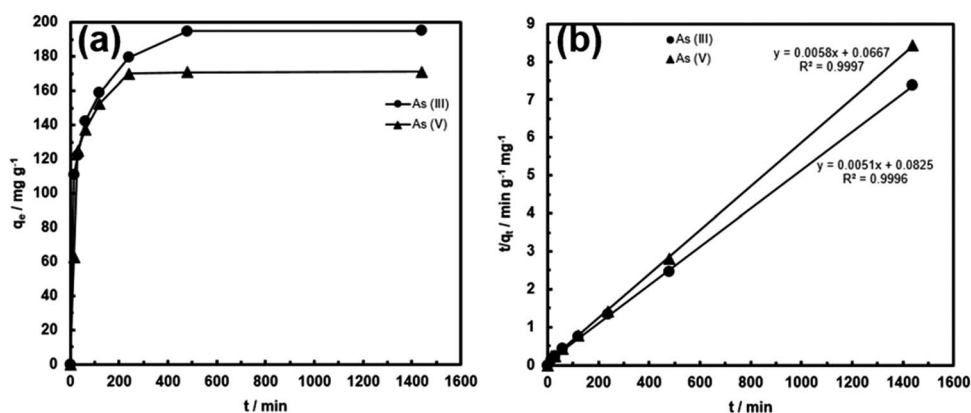 (a)
200
180
160
140
120
100
80
60
40
20
0
qe / mg g-1
As (III)
As (V)
0 200 400 600 800 1000 1200 1400 1600
t / min
(b)
9
8
7
6
5
4
3
2
1
0
t/qt / min g-1 mg-1
As (III)
As (V)
y = 0.0058x + 0.0667
R² = 0.9997
y = 0.0051x + 0.0825
R² = 0.9996
0 200 400 600 800 1000 1200 1400 1600
t / min